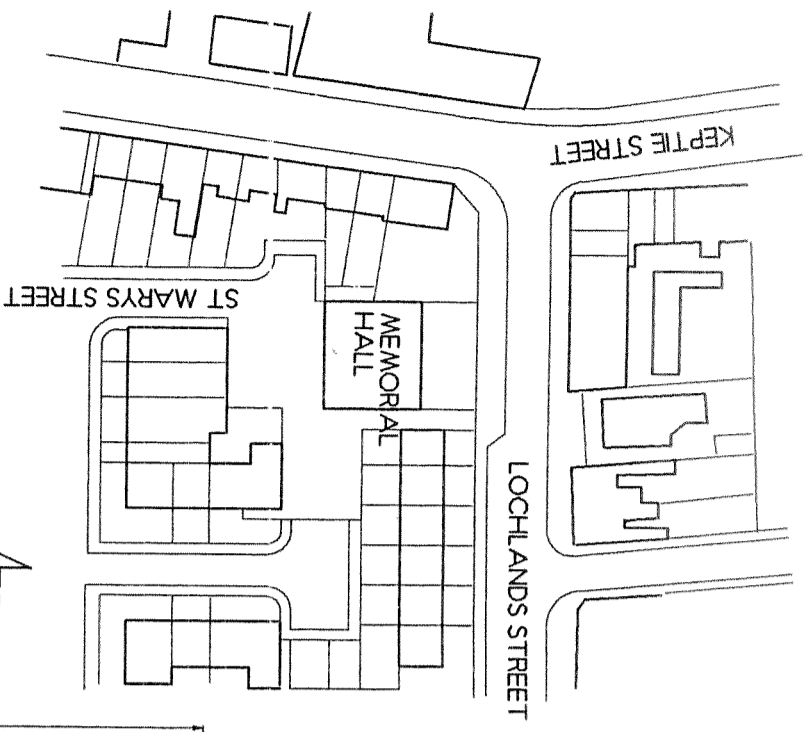 KEPTIE STREET
ST MARYS STREET
MEMORIAL
HALL
LOCHLANDS STREET